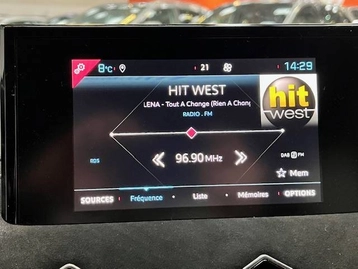 8°C 21 14:29
HIT WEST
LENA - Tout A Change (Rien A Chang
RADIO . FM
hit
west
RDS 96.90 MHz DAB FM
Mem
SOURCES Fréquence Liste Mémoires OPTIONS